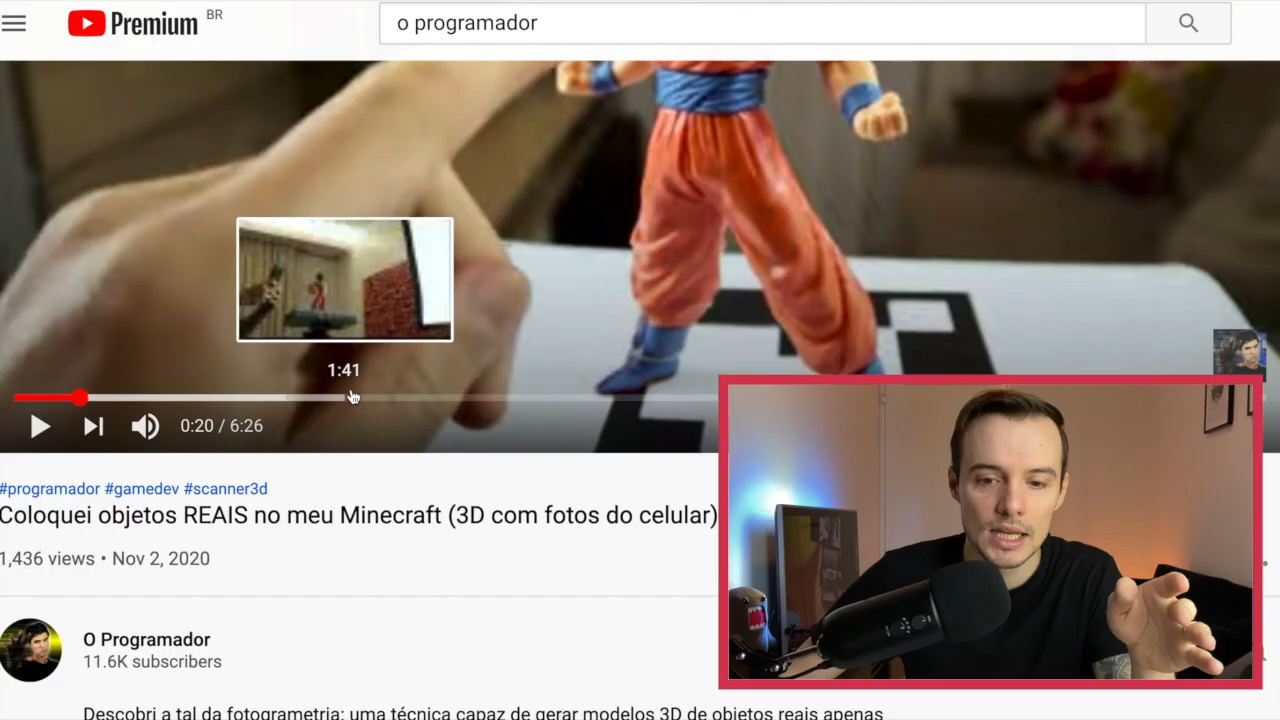 Premium BR
o programador
1:41
0:20 / 6:26
#programador #gamedev #scanner3d
Coloquei objetos REAIS no meu Minecraft (3D com fotos do celular)
1,436 views • Nov 2, 2020
O Programador
11.6K subscribers
Descobri a tal da fotogrametria: uma técnica capaz de gerar modelos 3D de objetos reais apenas